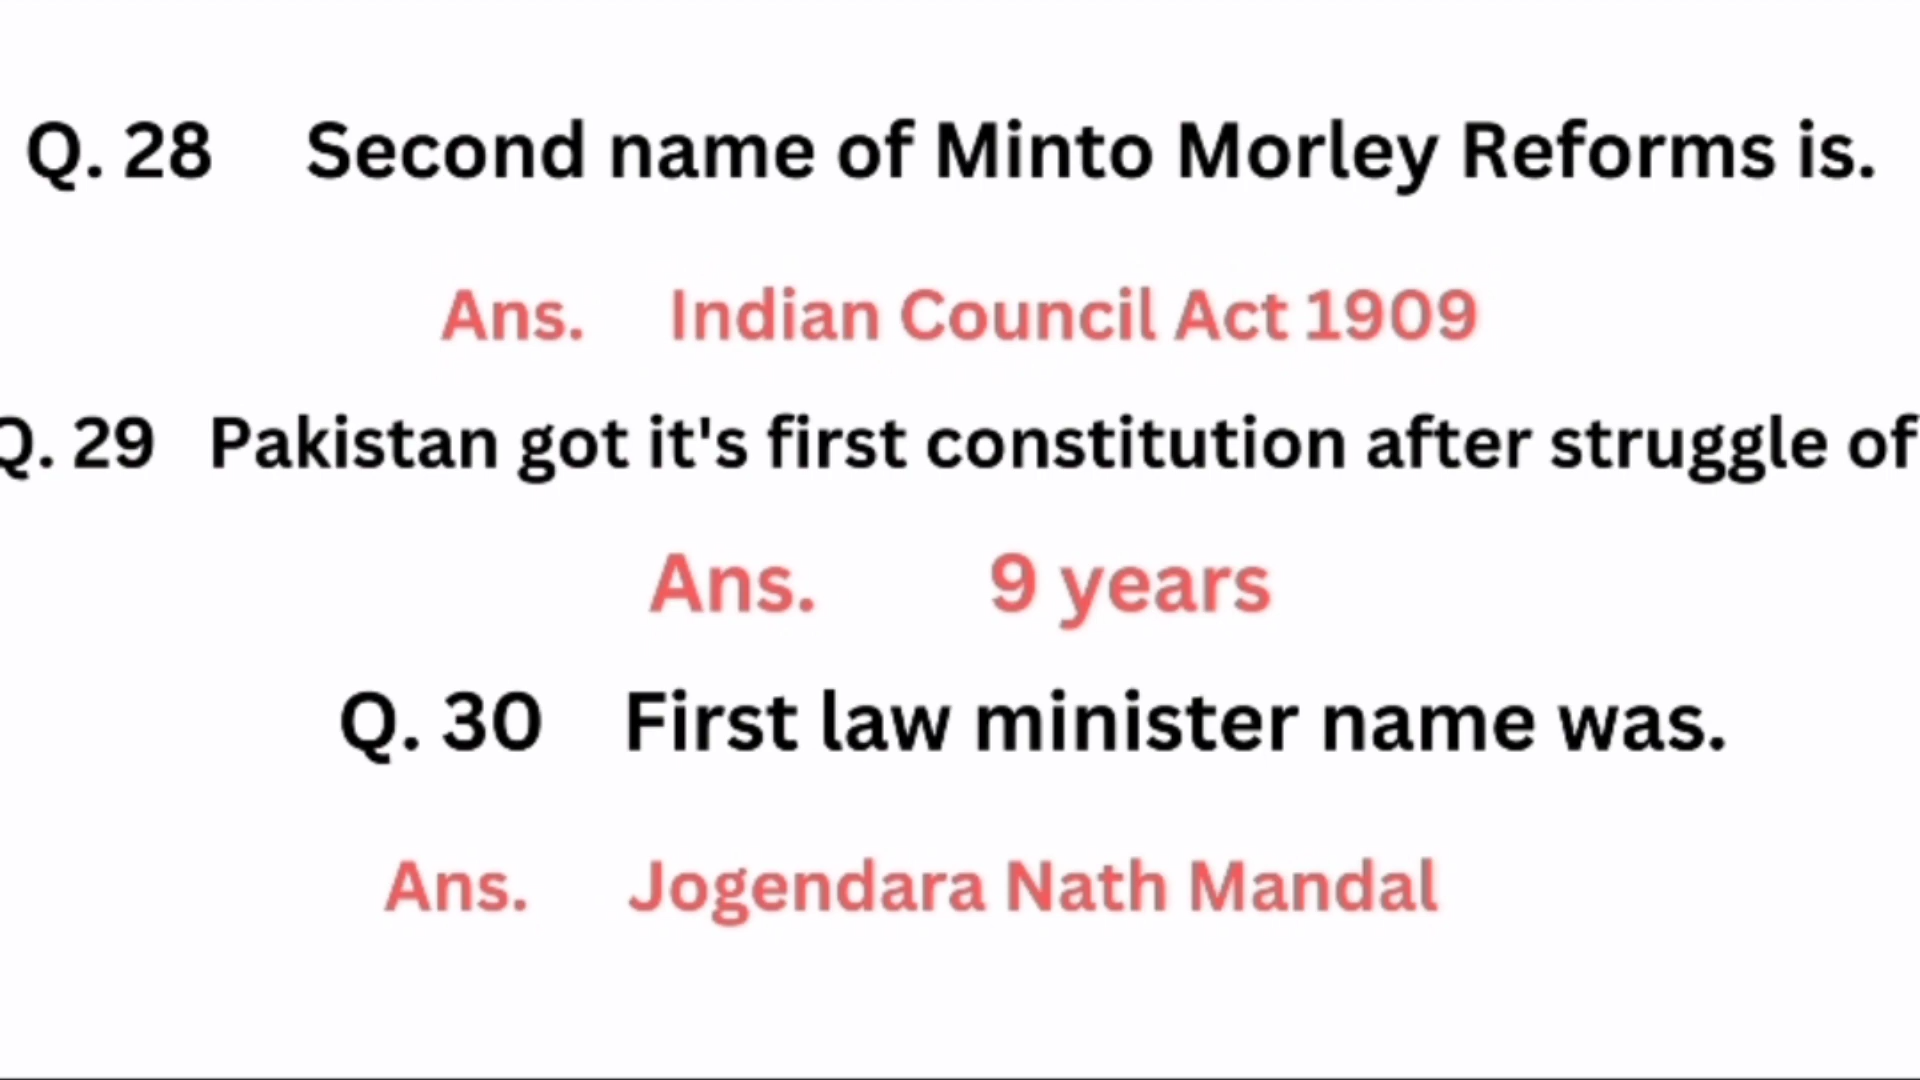 Q. 28 Second name of Minto Morley Reforms is.
Ans. Indian Council Act 1909
Q. 29 Pakistan got it's first constitution after struggle of
Ans. 9 years
Q. 30 First law minister name was.
Ans. Jogendara Nath Mandal